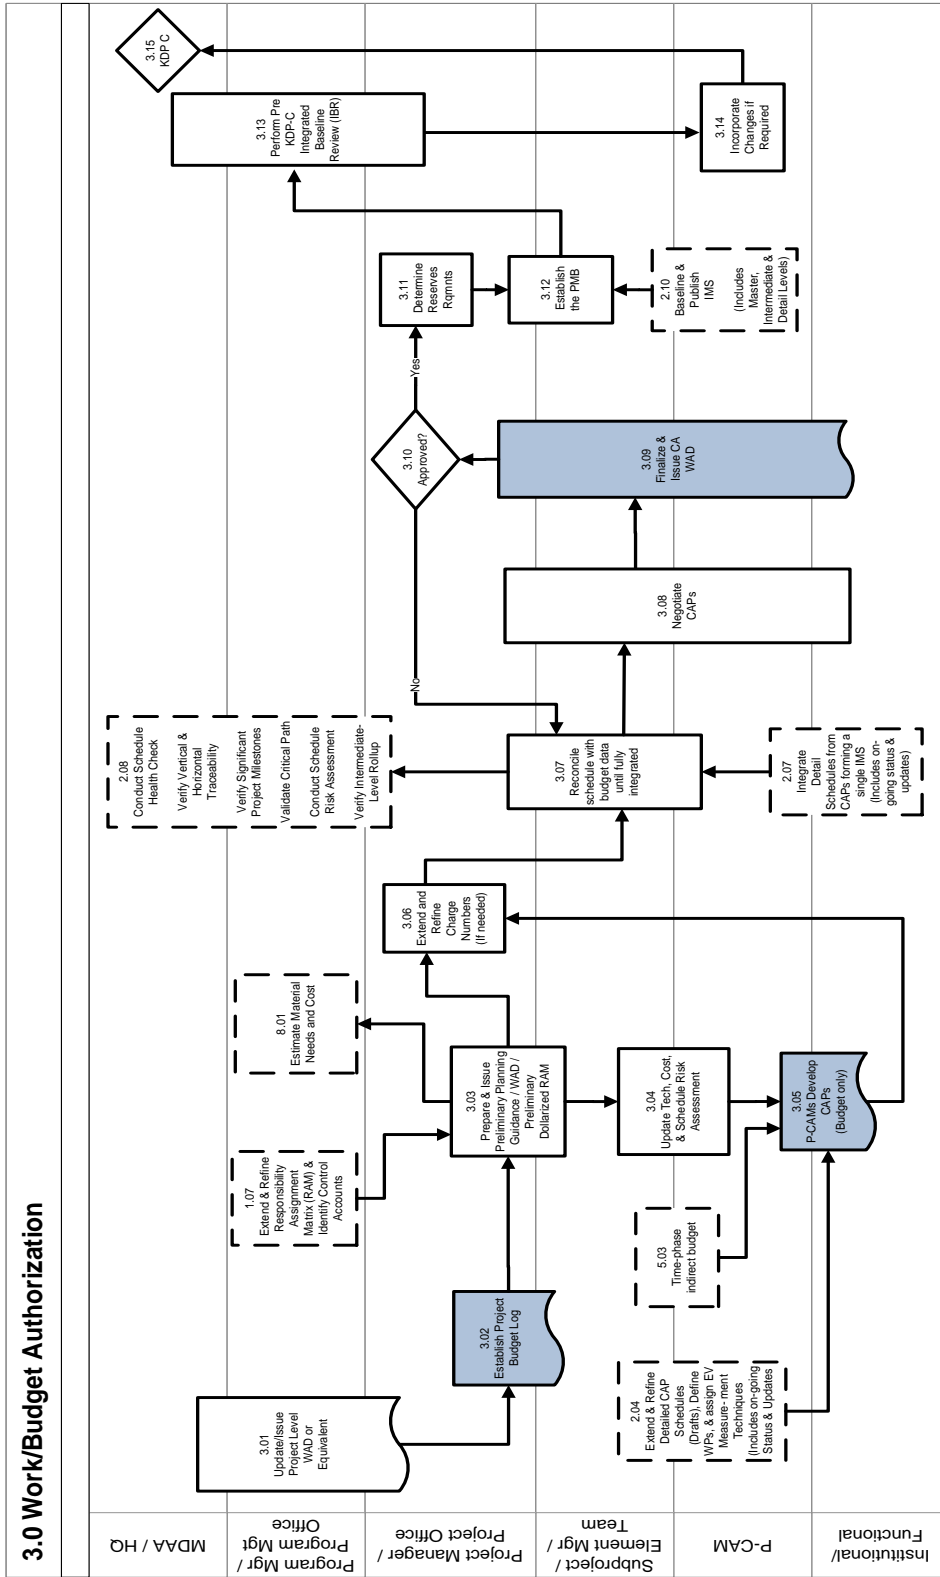 3.0 Work/Budget Authorization
MDAA / HQ
Program Mgr /
Program Mgt
Office
Project Manager /
Project Office
Subproject /
Element Mgr /
Team
P-CAM
Institutional/
Functional
3.01
Update/Issue
Project Level
WAD or
Equivalent
3.02
Establish Project
Budget Log
2.04
Extend & Refine
Detailed CAP
Schedules
(Drafts), Define
WPs, & assign EV
Measure- ment
Techniques
(Includes on-going
Status & Updates
1.07
Extend & Refine
Responsibility
Assignment
Matrix (RAM) &
Identify Control
Accounts
5.03
Time-phase
indirect budget
3.03
Prepare & Issue
Preliminary Planning
Guidance / WAD /
Preliminary
Dollarized RAM
3.04
Update Tech, Cost,
& Schedule Risk
Assessment
3.05
P-CAMs Develop
CAPs
(Budget only)
8.01
Estimate Material
Needs and Cost
3.06
Extend and
Refine
Charge
Numbers
(If needed)
2.08
Conduct Schedule
Health Check
Verify Vertical &
Horizontal
Traceability
Verify Significant
Project Milestones
Validate Critical Path
Conduct Schedule
Risk Assessment
Verify Intermediate-
Level Rollup
3.07
Reconcile
schedule with
budget data
until fully
integrated
2.07
Integrate
Detail
Schedules from
CAPs forming a
single IMS
(Includes on-
going status &
updates)
No
3.08
Negotiate
CAPs
3.09
Finalize &
Issue CA
WAD
3.10
Approved?
Yes
3.11
Determine
Reserves
Rqmnts
3.12
Establish
the PMB
2.10
Baseline &
Publish
IMS
(Includes
Master,
Intermediate &
Detail Levels)
3.13
Perform Pre
KDP-C
Integrated
Baseline
Review (IBR)
3.14
Incorporate
Changes if
Required
3.15
KDP C